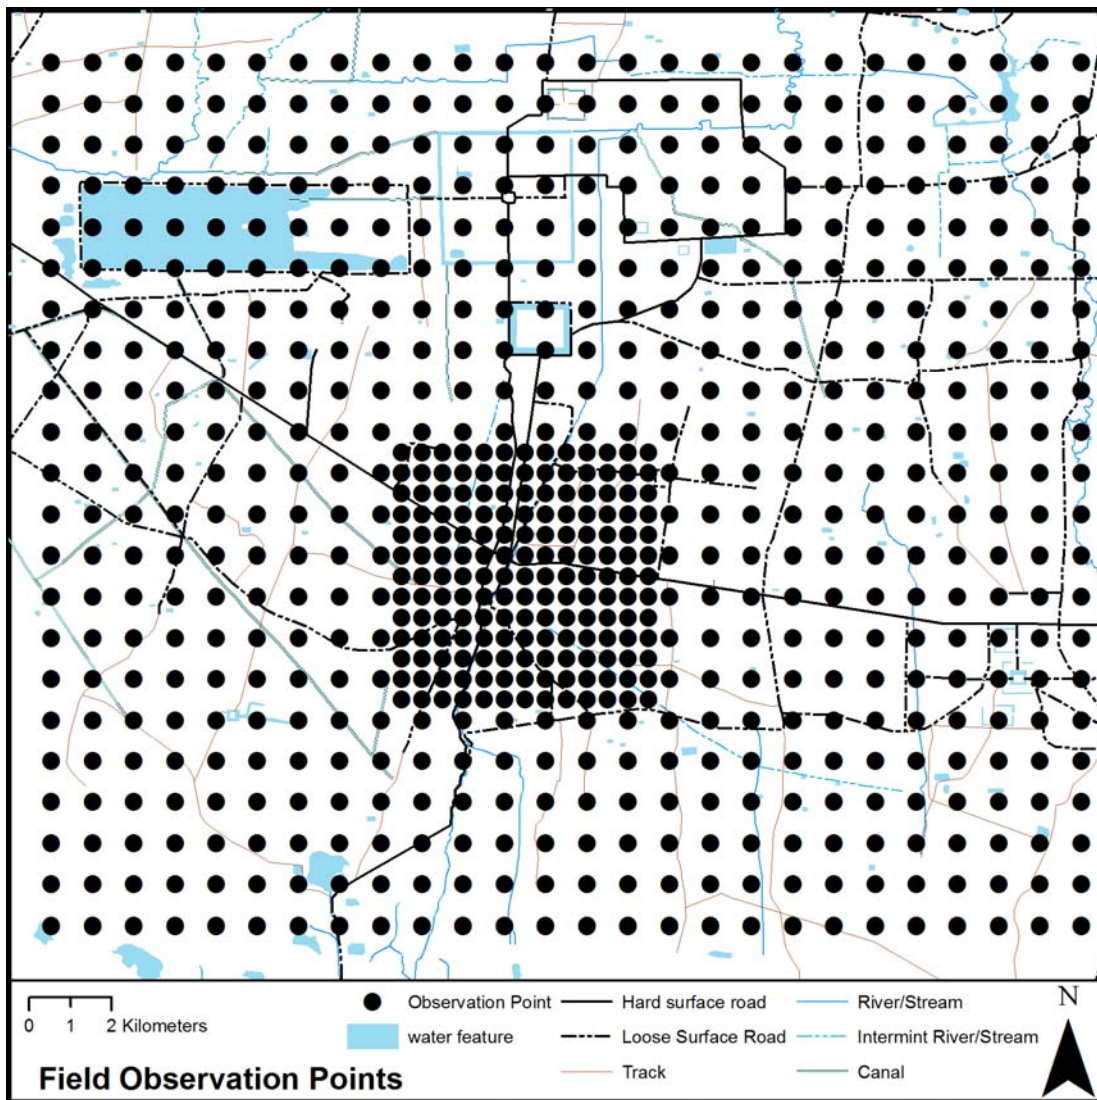 N
0 1 2 Kilometers
Observation Point
Hard surface road
River/Stream
water feature
Loose Surface Road
Intermint River/Stream
Track
Canal
Field Observation Points